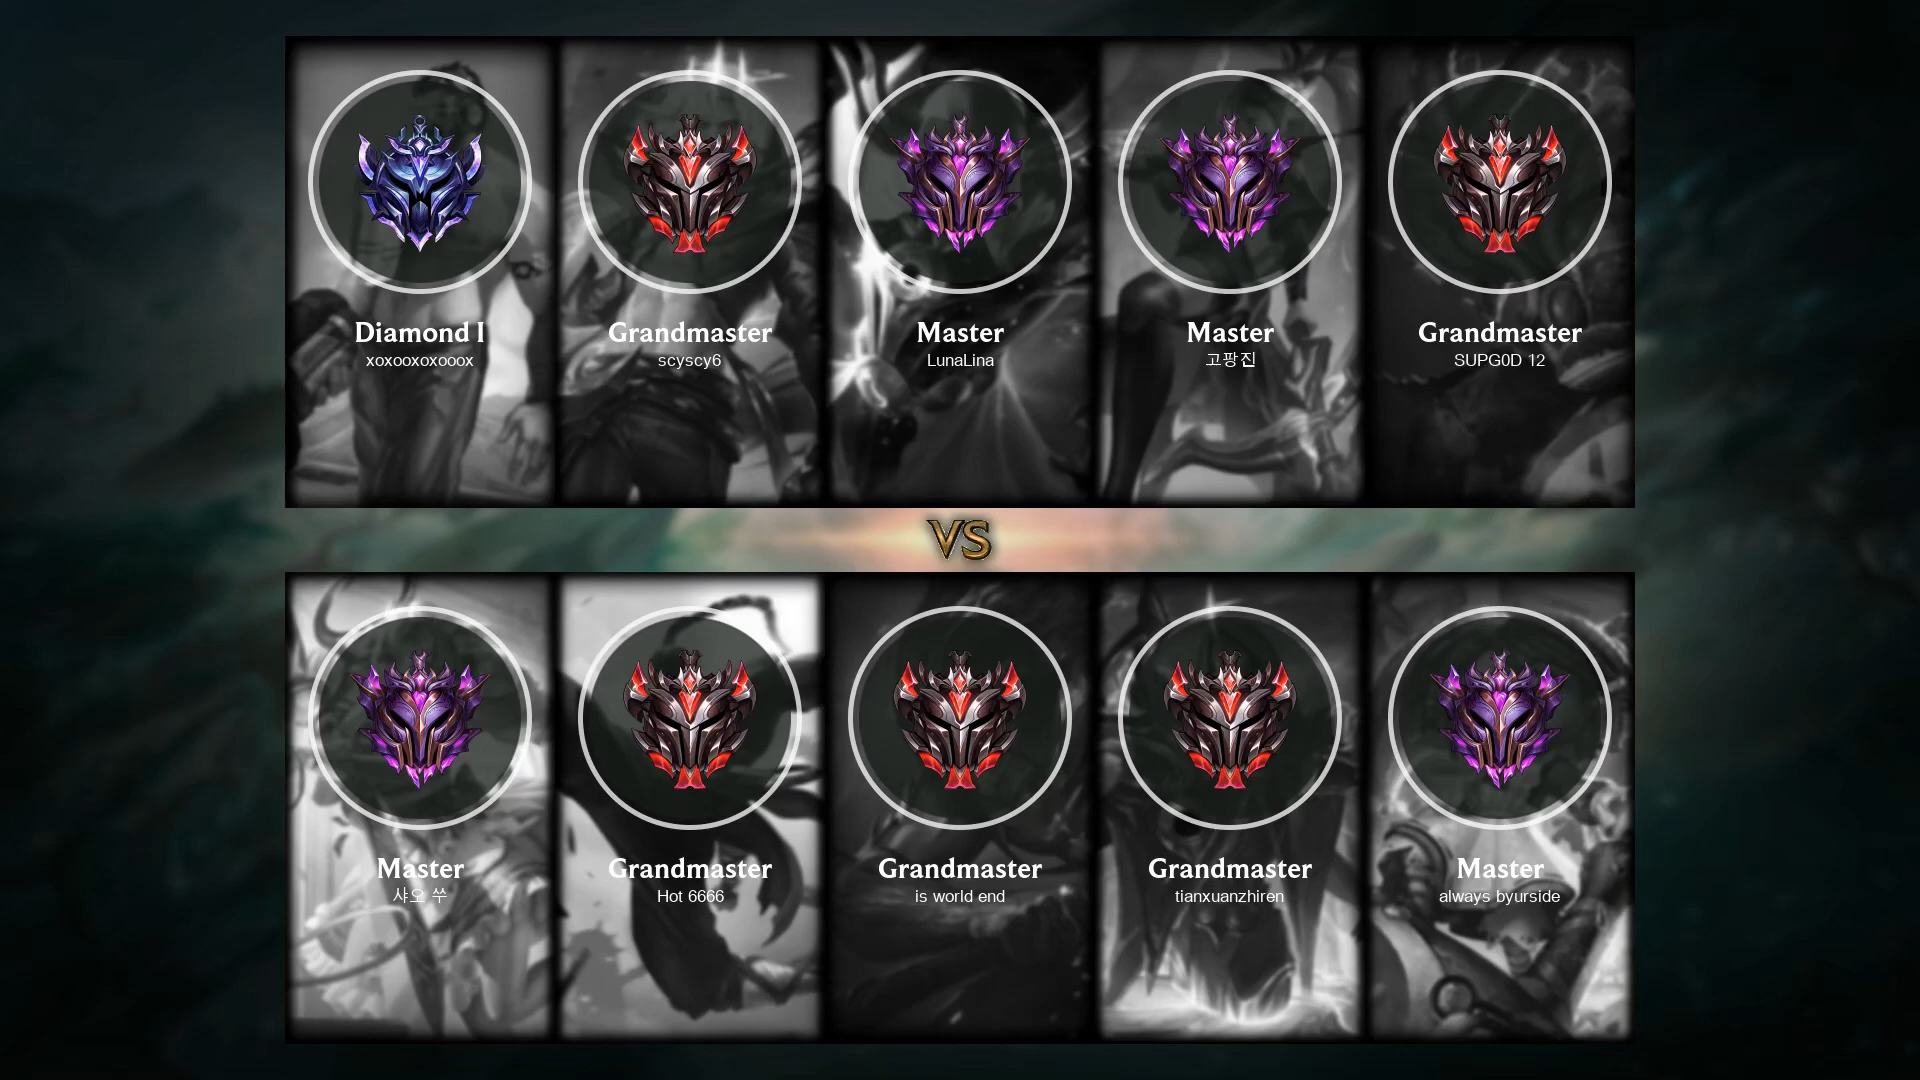 Diamond I
xoxooxoxooox
Grandmaster
scyscy6
Master
LunaLina
Master
고팡진
Grandmaster
SUPG0D 12
VS
Master
샤오 쑤
Grandmaster
Hot 6666
Grandmaster
is world end
Grandmaster
tianxuanzhiren
Master
always byurside